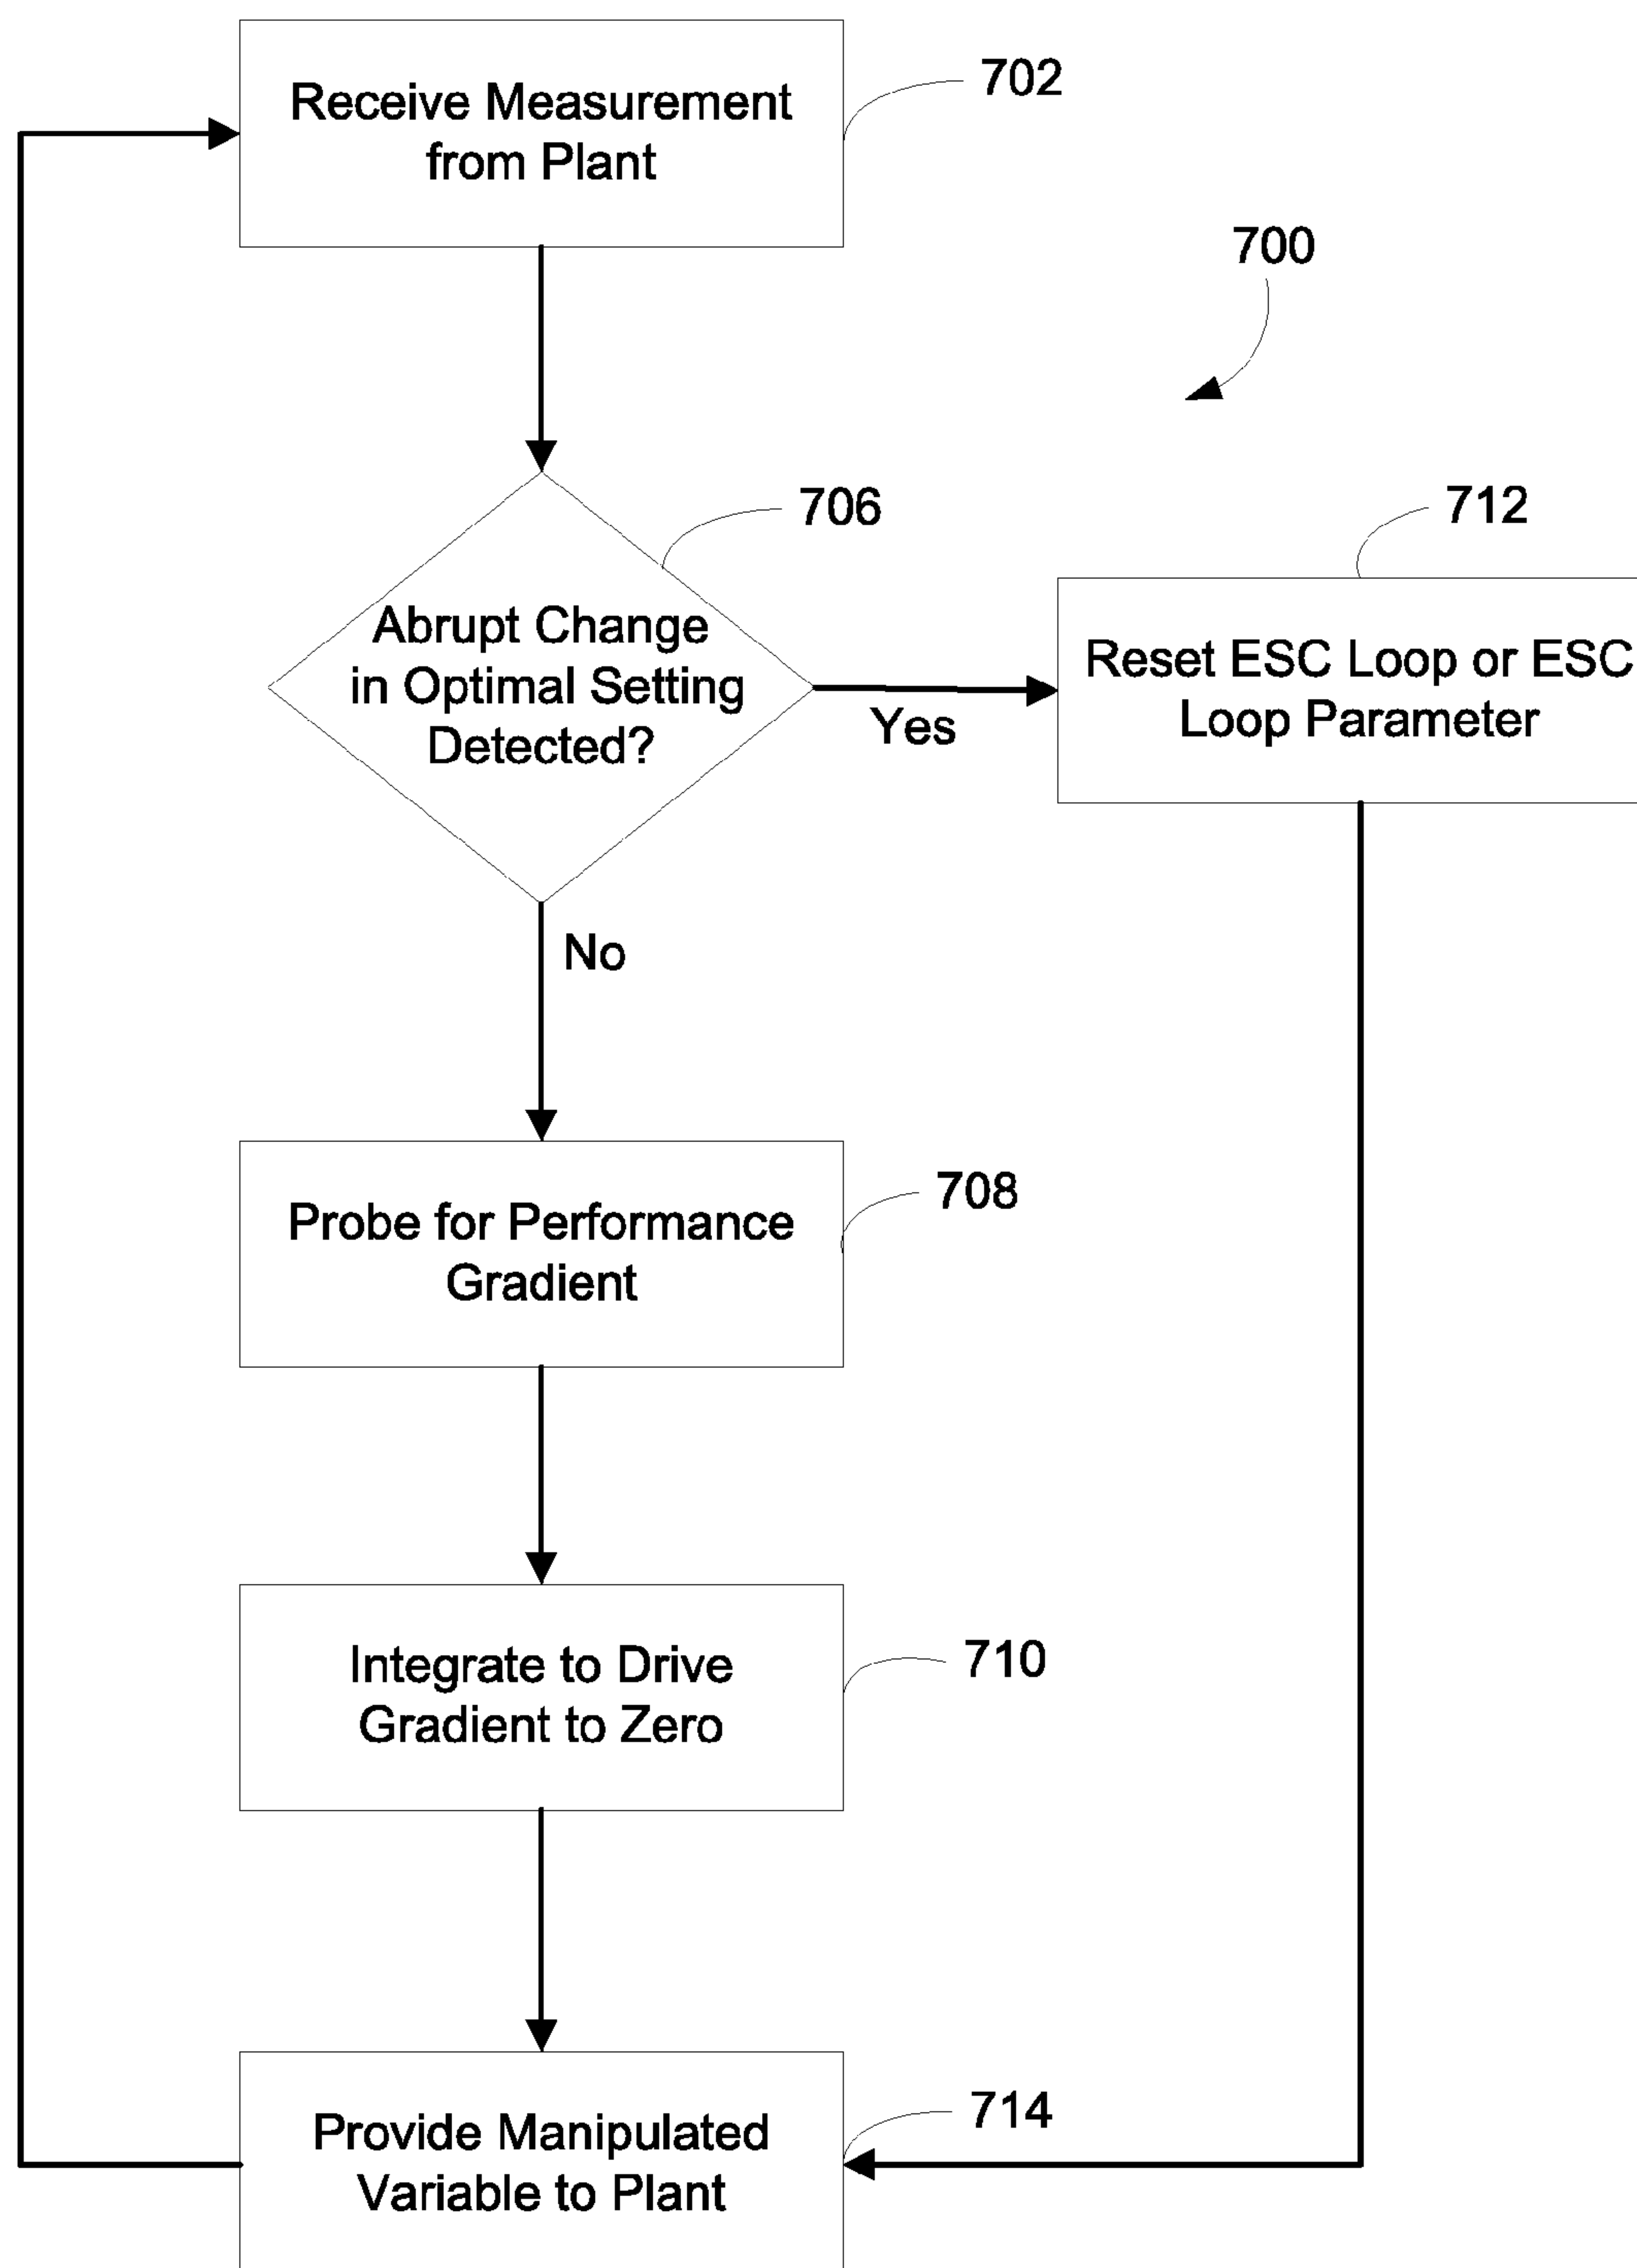 Receive Measurement
from Plant
702
700
Abrupt Change
in Optimal Setting
Detected?
706
Yes
712
Reset ESC Loop or ESC
Loop Parameter
No
Probe for Performance
Gradient
708
Integrate to Drive
Gradient to Zero
710
Provide Manipulated
Variable to Plant
714